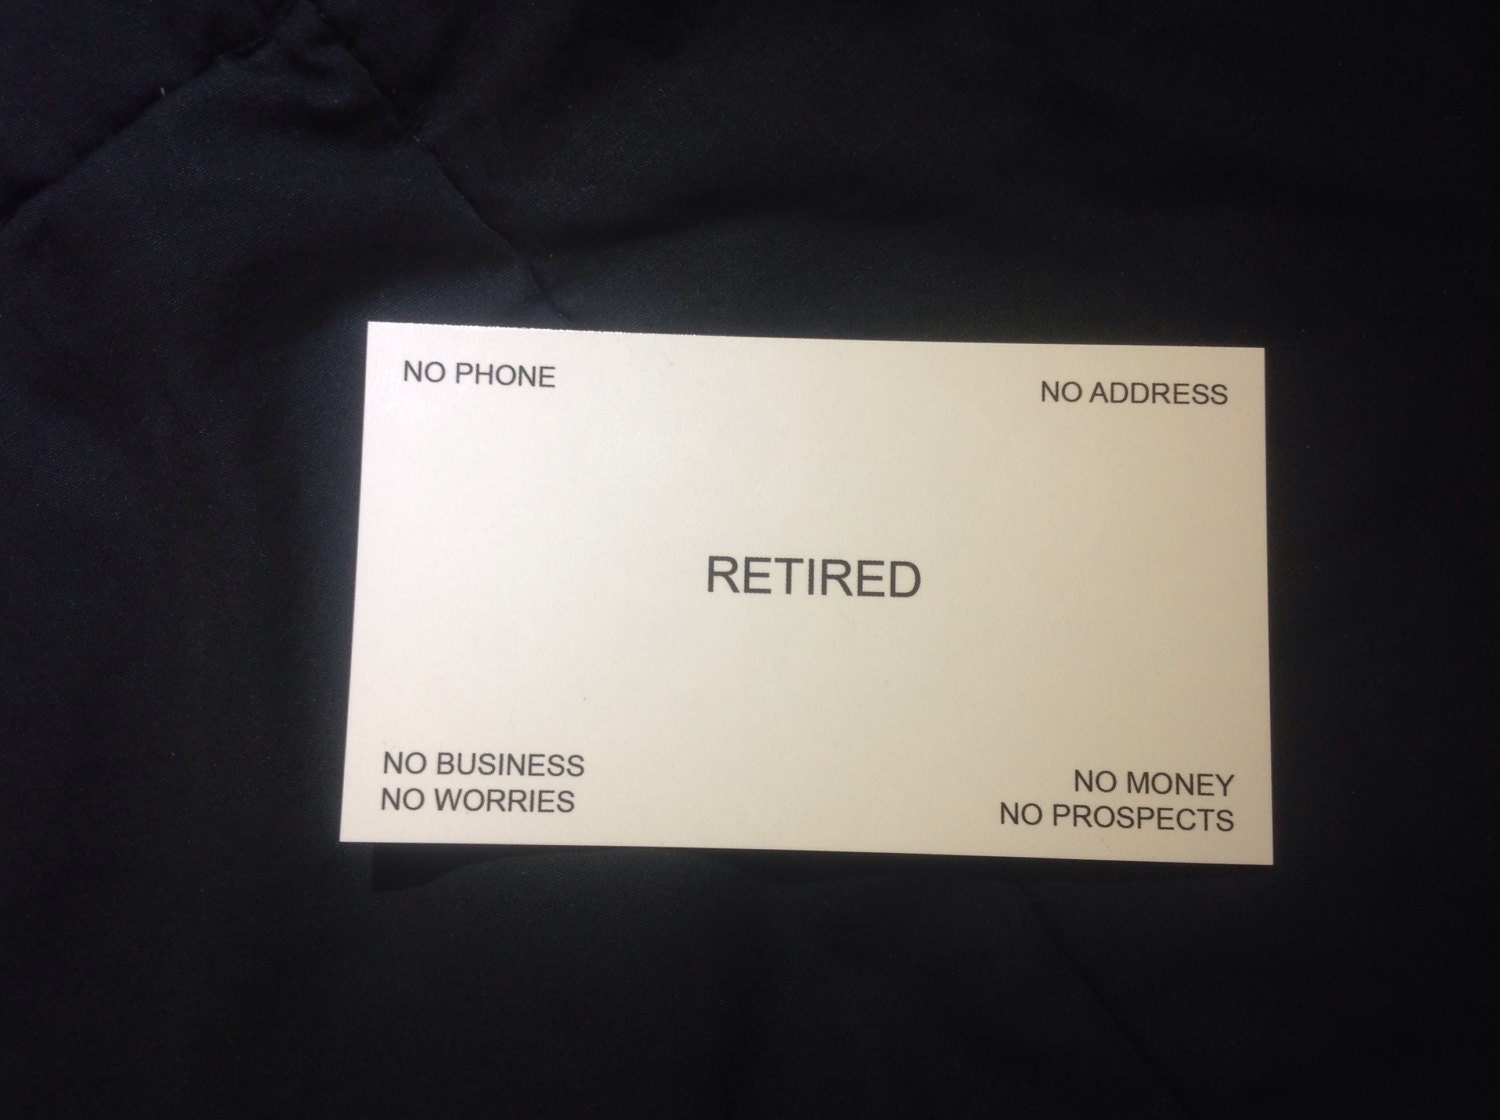 NO PHONE
NO ADDRESS
RETIRED
NO BUSINESS
NO WORRIES
NO MONEY
NO PROSPECTS